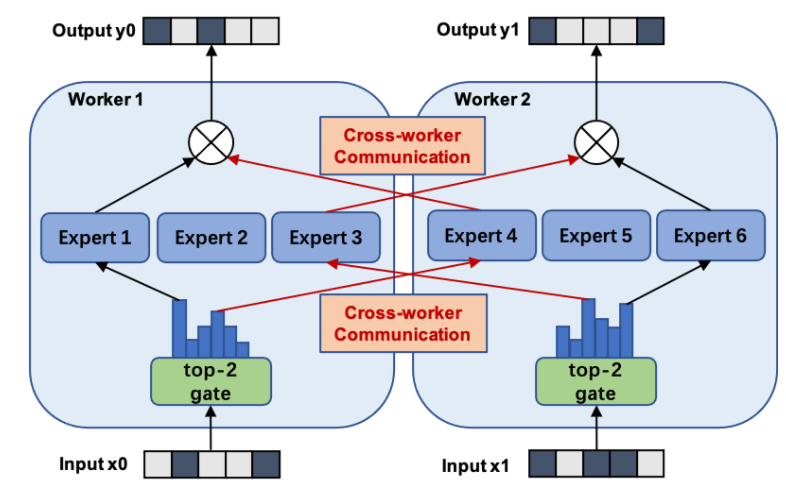 Output y0
Output y1
Worker 1
Worker 2
Cross-worker
Communication
Expert 1
Expert 2
Expert 3
Expert 4
Expert 5
Expert 6
Cross-worker
Communication
top-2
gate
top-2
gate
Input x0
Input x1